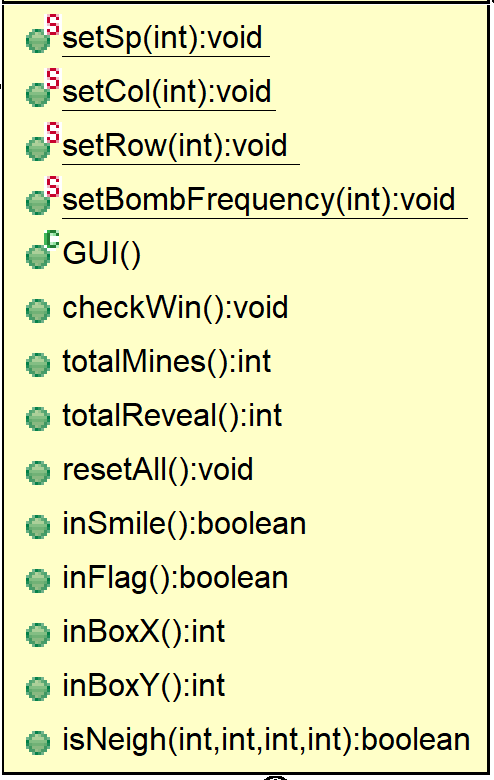 S setSp(int):void
S setCol(int):void
S setRow(int):void
S setBombFrequency(int):void
C GUI()
checkWin():void
totalMines():int
totalReveal():int
resetAll():void
inSmile():boolean
inFlag():boolean
inBoxX():int
inBoxY():int
isNeigh(int,int,int,int):boolean